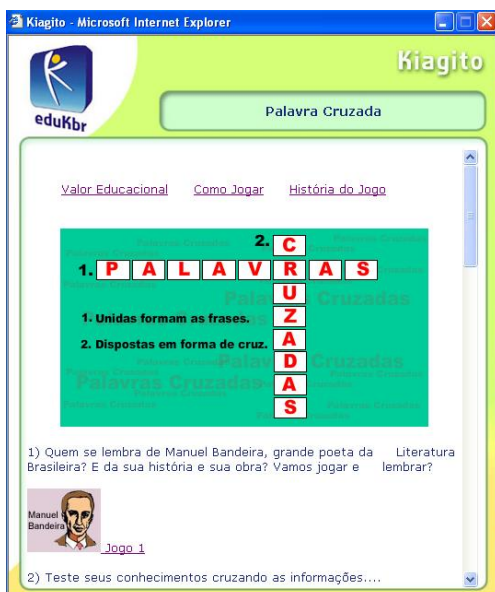 Kiagito - Microsoft Internet Explorer
eduKbr
Kiagito
Palavra Cruzada
Valor Educacional Como Jogar História do Jogo
2. C
1. PALAVRAS
U
Z
A
D
A
S
1. Unidas formam as frases.
2. Dispostas em forma de cruz.
Palavras Cruzadas
1) Quem se lembra de Manuel Bandeira, grande poeta da Literatura
Brasileira? E da sua história e sua obra? Vamos jogar e lembrar?
Manuel
Bandeira
Jogo 1
2) Teste seus conhecimentos cruzando as informações....